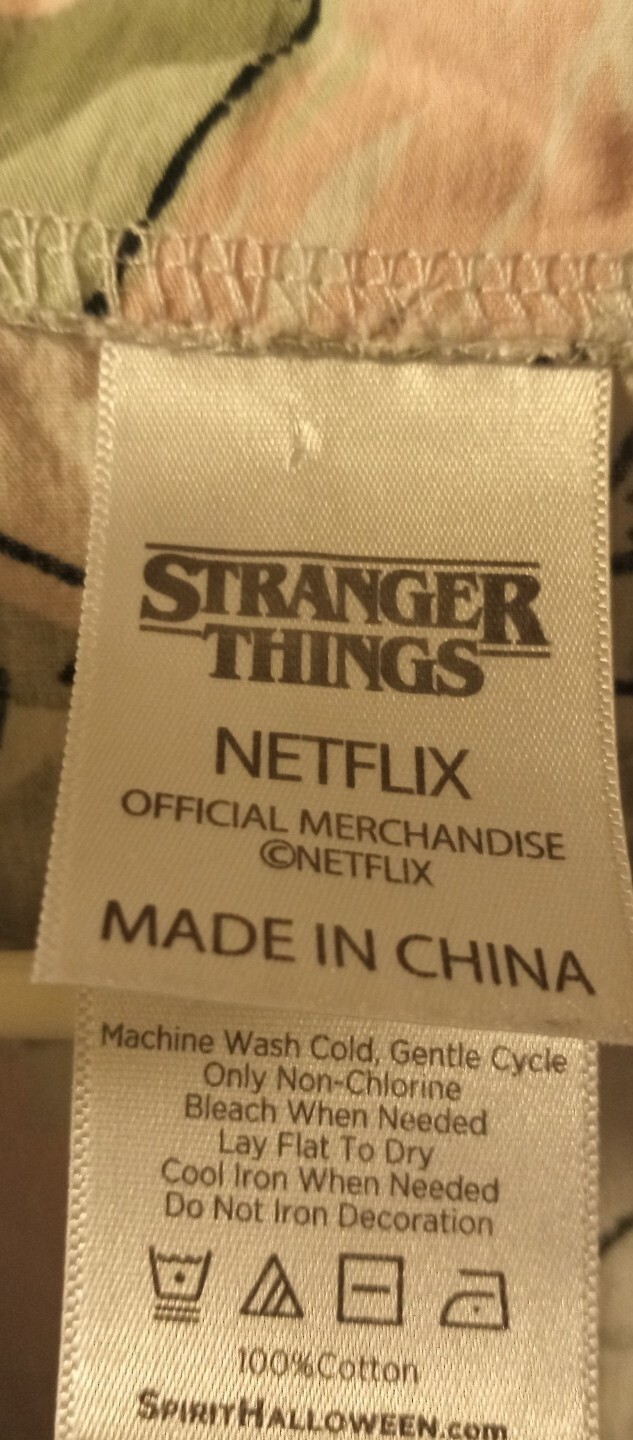 STRANGER
THINGS
NETFLIX
OFFICIAL MERCHANDISE
©NETFLIX
MADE IN CHINA
Machine Wash Cold, Gentle Cycle
Only Non-Chlorine
Bleach When Needed
Lay Flat To Dry
Cool Iron When Needed
Do Not Iron Decoration
100%Cotton
SPIRITHALLOWEEN.com